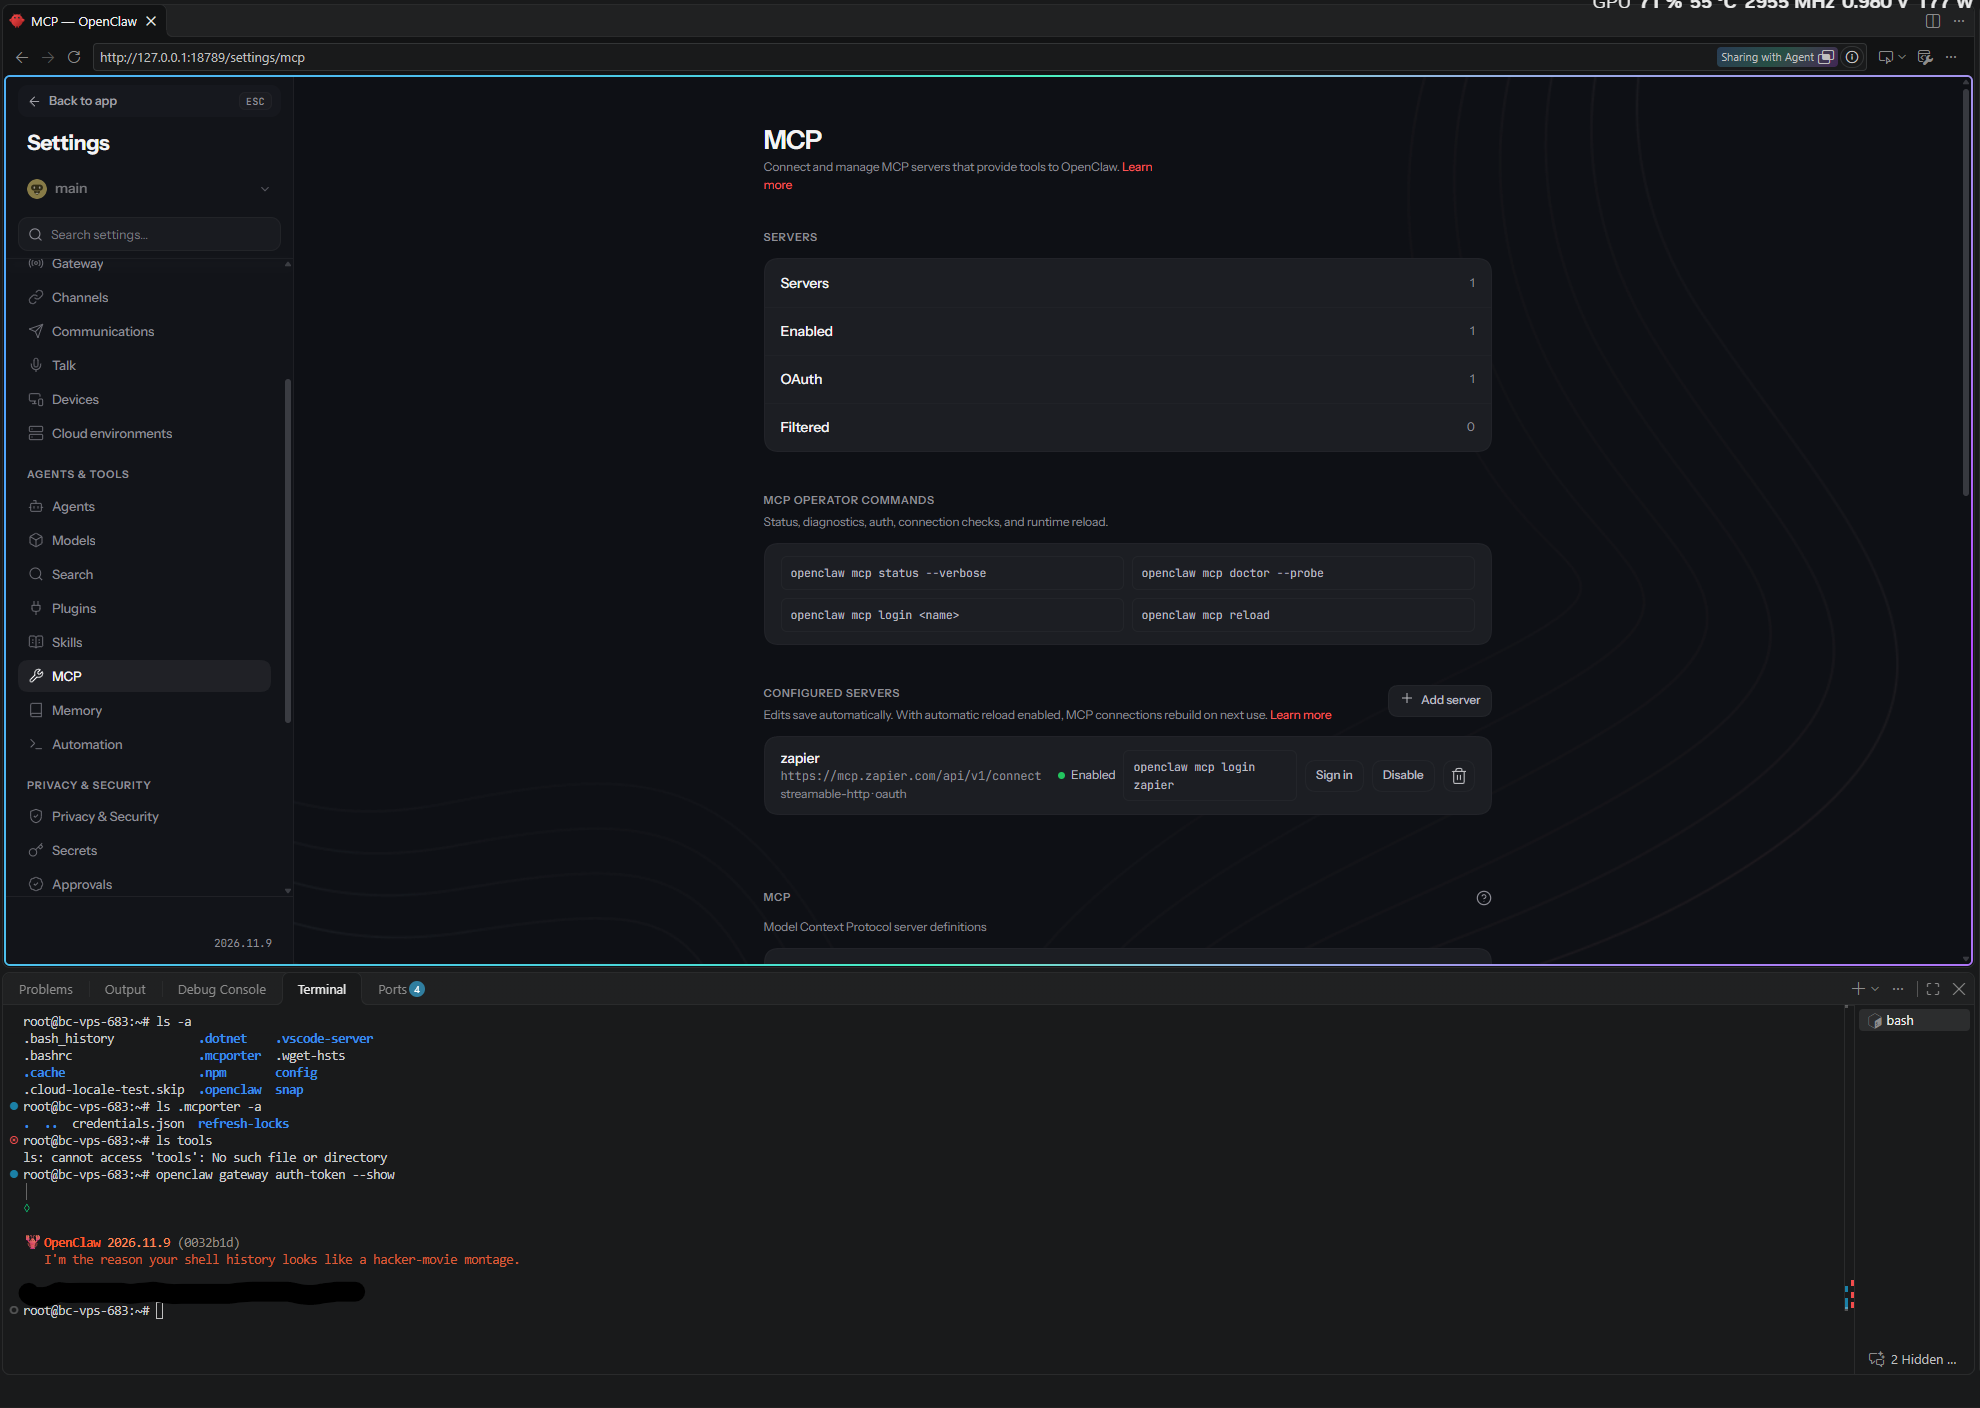 GPU 71 % 55 °C 2955 MHz 0.980 V 177 W
MCP — OpenClaw
http://127.0.0.1:18789/settings/mcp
Sharing with Agent
Back to app
ESC
Settings
main
Search settings...
Gateway
Channels
Communications
Talk
Devices
Cloud environments
AGENTS & TOOLS
Agents
Models
Search
Plugins
Skills
MCP
Memory
Automation
PRIVACY & SECURITY
Privacy & Security
Secrets
Approvals
2026.11.9
MCP
Connect and manage MCP servers that provide tools to OpenClaw. Learn
more
SERVERS
Servers 1
Enabled 1
OAuth 1
Filtered 0
MCP OPERATOR COMMANDS
Status, diagnostics, auth, connection checks, and runtime reload.
openclaw mcp status --verbose
openclaw mcp doctor --probe
openclaw mcp login <name>
openclaw mcp reload
CONFIGURED SERVERS
Edits save automatically. With automatic reload enabled, MCP connections rebuild on next use. Learn more
+ Add server
zapier
https://mcp.zapier.com/api/v1/connect
streamable-http · oauth
Enabled
openclaw mcp login
zapier
Sign in
Disable
MCP
Model Context Protocol server definitions
Problems Output Debug Console Terminal Ports 4
root@bc-vps-683:~# ls -a
.bash_history .dotnet .vscode-server
.bashrc .mcporter .wget-hsts
.cache .npm config
.cloud-locale-test.skip .openclaw snap
root@bc-vps-683:~# ls .mcporter -a
. .. credentials.json refresh-locks
root@bc-vps-683:~# ls tools
ls: cannot access 'tools': No such file or directory
root@bc-vps-683:~# openclaw gateway auth-token --show
OpenClaw 2026.11.9 (0032b1d)
I'm the reason your shell history looks like a hacker-movie montage.
root@bc-vps-683:~#
bash
2 Hidden ...